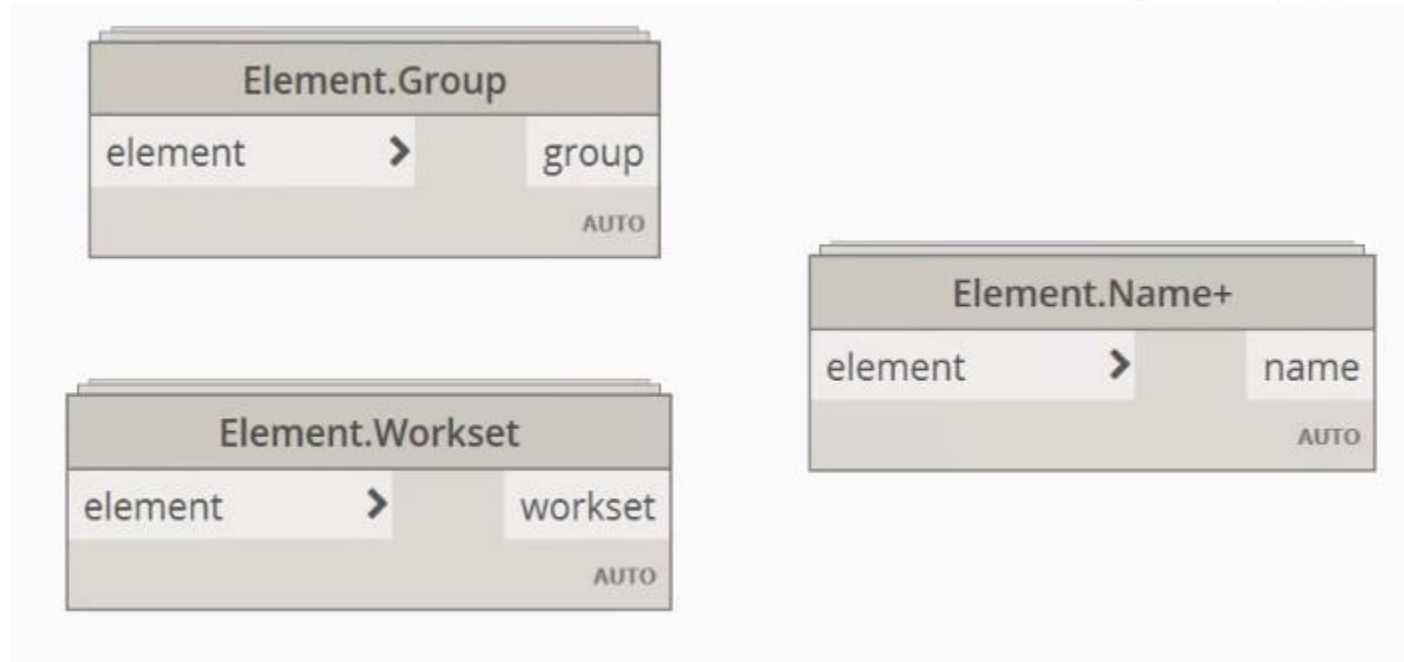 Element.Group
element > group
AUTO
Element.Name+
element > name
AUTO
Element.Workset
element > workset
AUTO